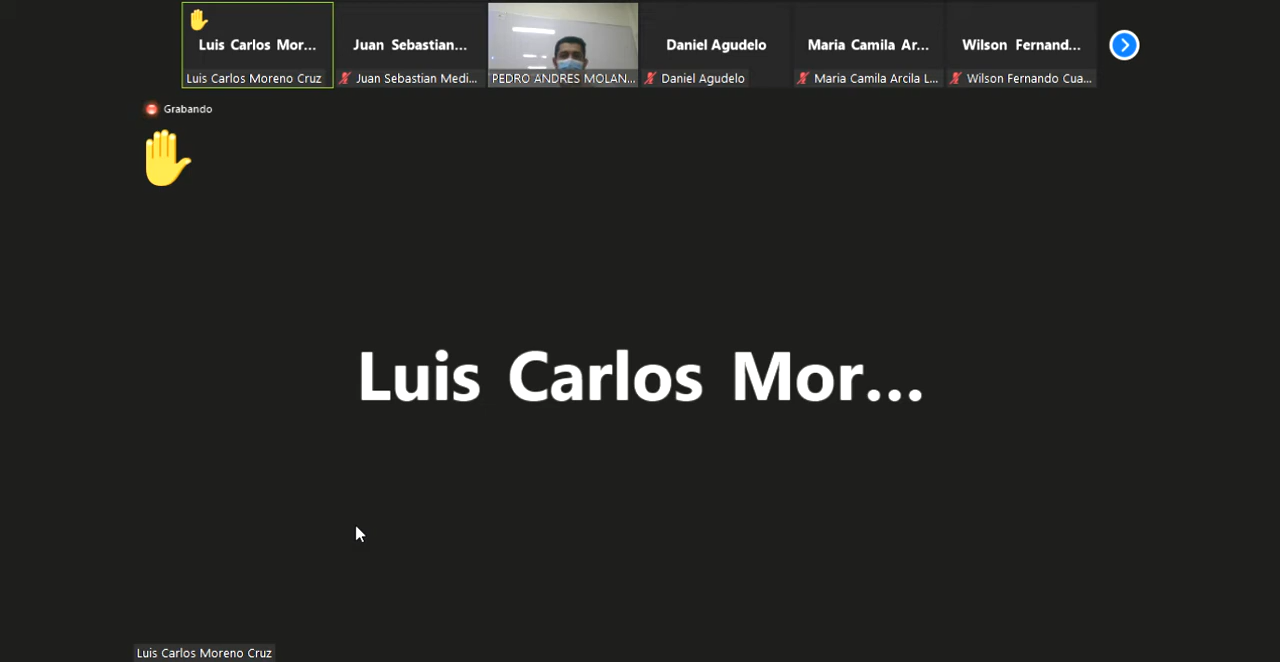 Luis Carlos Mor...
Juan Sebastian...
Daniel Agudelo
Maria Camila Ar...
Wilson Fernand...
Luis Carlos Moreno Cruz
Juan Sebastian Medi...
PEDRO ANDRES MOLAN...
Daniel Agudelo
Maria Camila Arcila L...
Wilson Fernando Cua...
Grabando
Luis Carlos Mor...
Luis Carlos Moreno Cruz